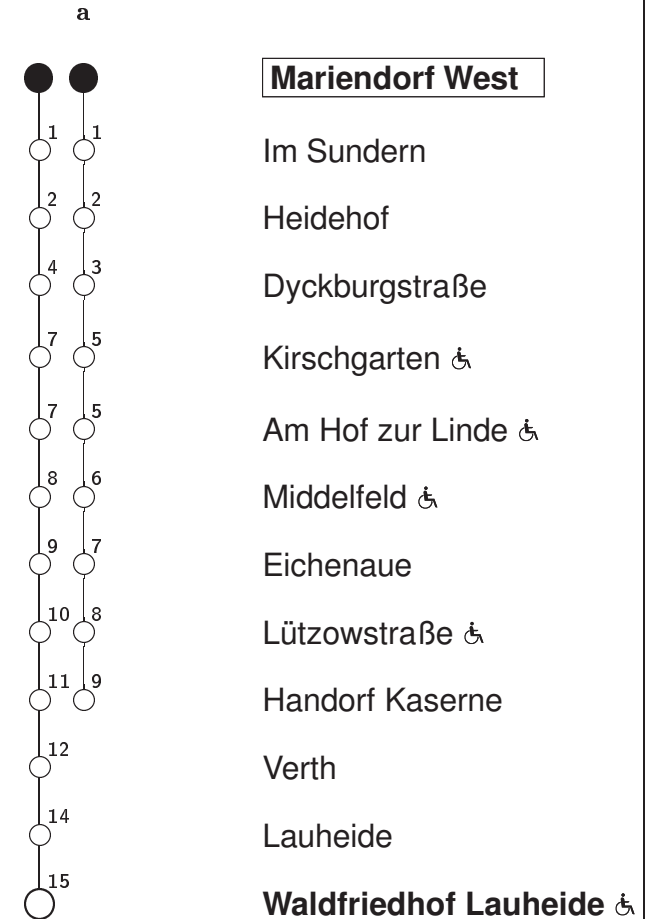 a
Mariendorf West
1 1 Im Sundern
2 2 Heidehof
4 3 Dyckburgstraße
7 5 Kirschgarten
7 5 Am Hof zur Linde
8 6 Middelfeld
9 7 Eichenaue
10 8 Lützowstraße
11 9 Handorf Kaserne
12 Verth
14 Lauheide
15 Waldfriedhof Lauheide